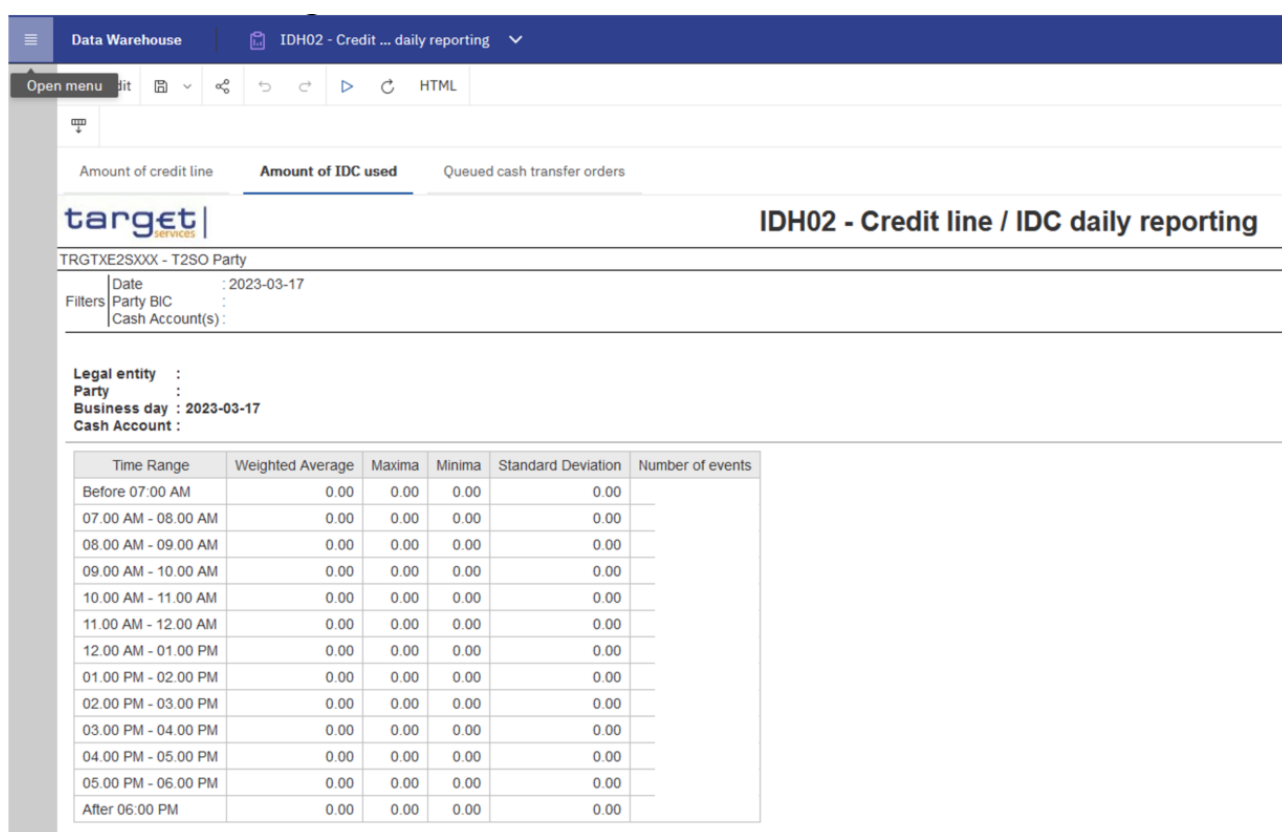 Data Warehouse IDH02 - Credit ... daily reporting
Open menu dit HTML
Amount of credit line Amount of IDC used Queued cash transfer orders
target services IDH02 - Credit line / IDC daily reporting
TRGTXE2SXXX - T2SO Party
Date : 2023-03-17
Filters Party BIC :
Cash Account(s) :
Legal entity :
Party :
Business day : 2023-03-17
Cash Account :
Time Range Weighted Average Maxima Minima Standard Deviation Number of events
Before 07:00 AM 0.00 0.00 0.00 0.00
07.00 AM - 08.00 AM 0.00 0.00 0.00 0.00
08.00 AM - 09.00 AM 0.00 0.00 0.00 0.00
09.00 AM - 10.00 AM 0.00 0.00 0.00 0.00
10.00 AM - 11.00 AM 0.00 0.00 0.00 0.00
11.00 AM - 12.00 AM 0.00 0.00 0.00 0.00
12.00 AM - 01.00 PM 0.00 0.00 0.00 0.00
01.00 PM - 02.00 PM 0.00 0.00 0.00 0.00
02.00 PM - 03.00 PM 0.00 0.00 0.00 0.00
03.00 PM - 04.00 PM 0.00 0.00 0.00 0.00
04.00 PM - 05.00 PM 0.00 0.00 0.00 0.00
05.00 PM - 06.00 PM 0.00 0.00 0.00 0.00
After 06:00 PM 0.00 0.00 0.00 0.00